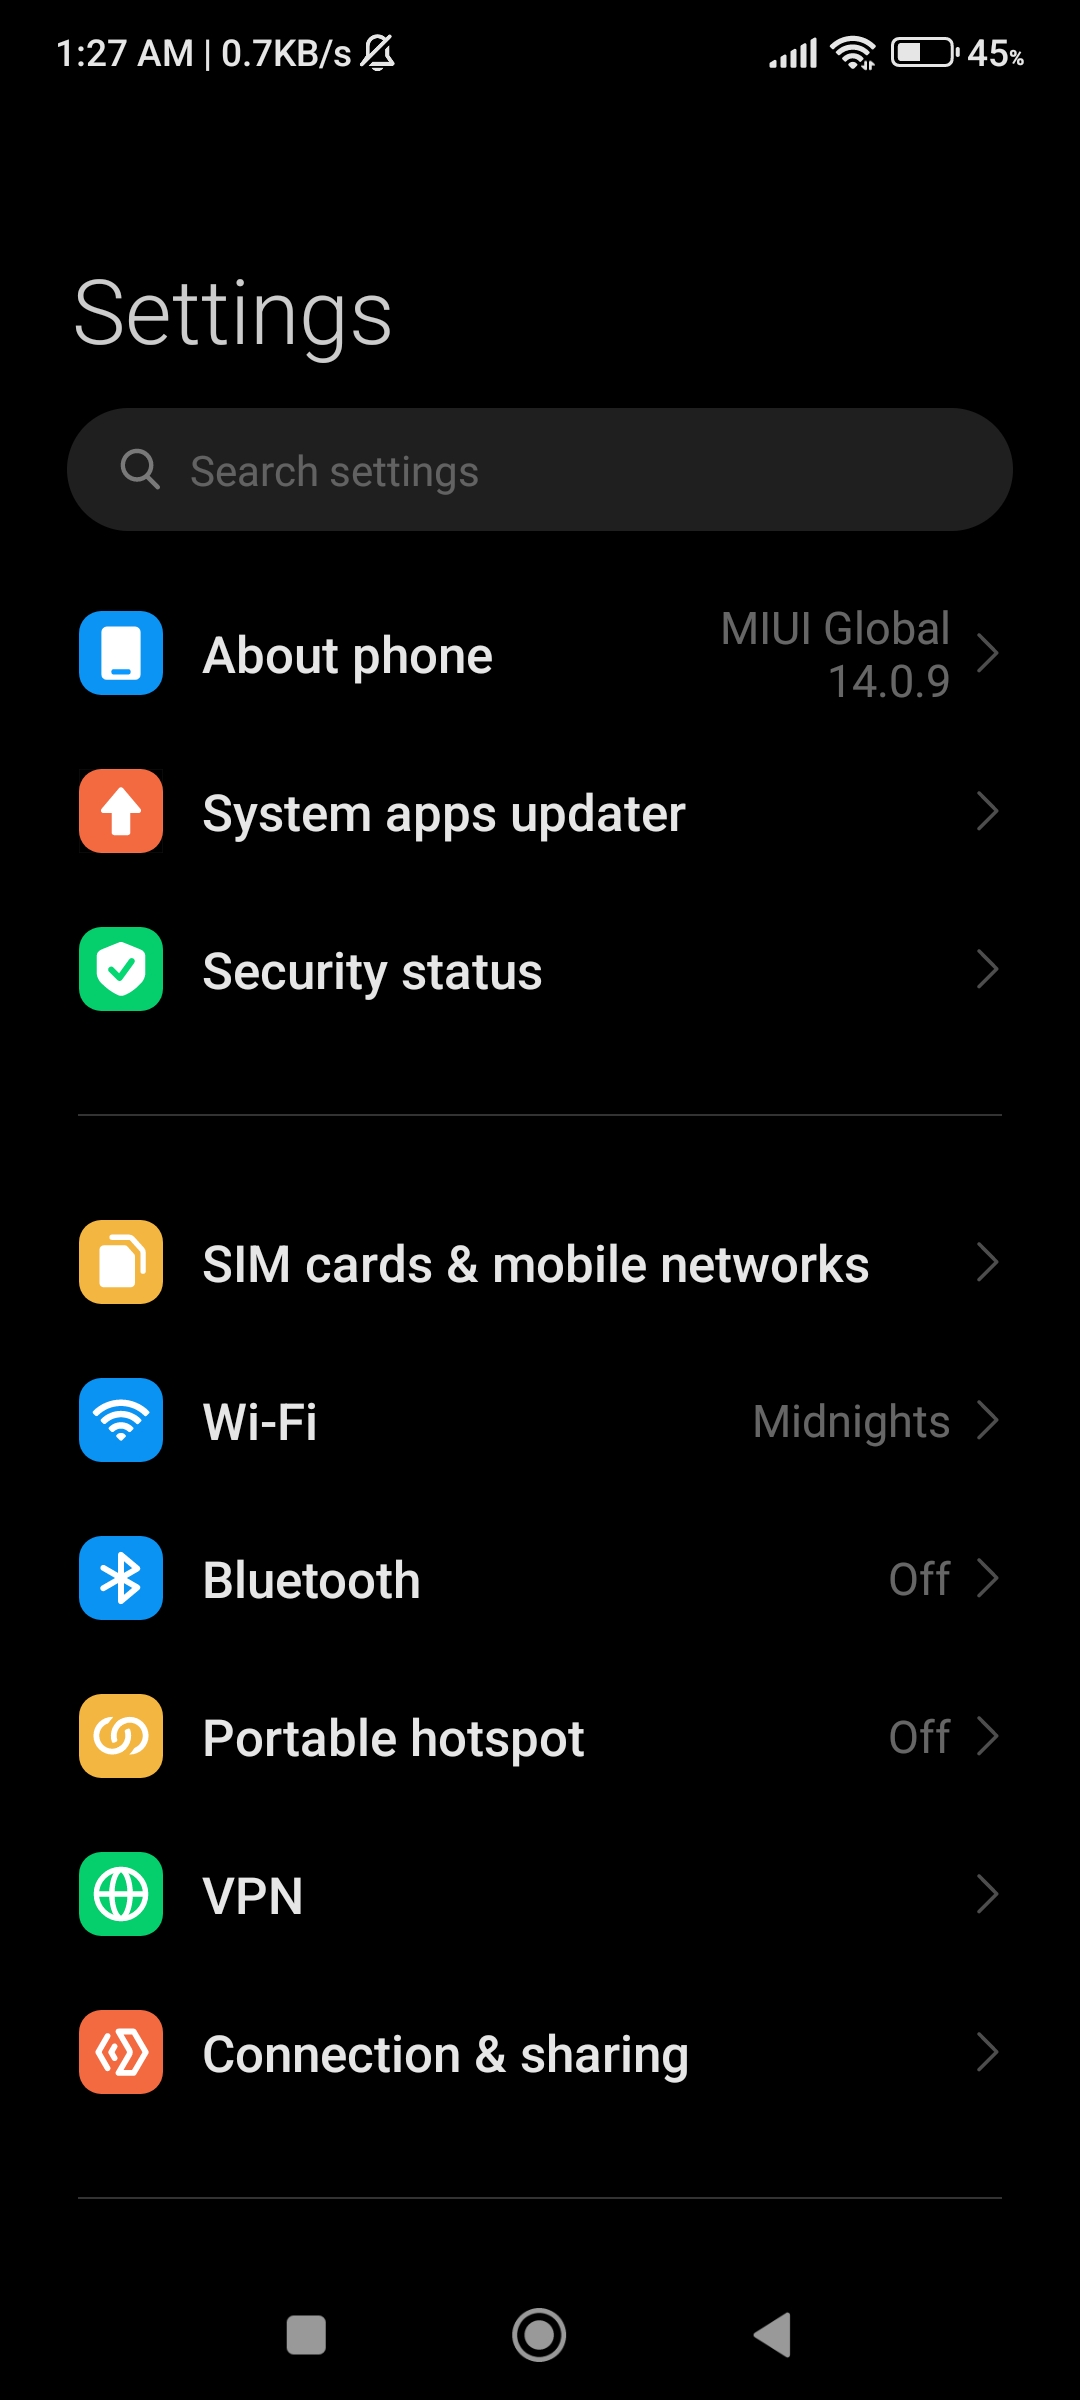 1:27 AM | 0.7KB/s 45%
Settings
Search settings
About phone MIUI Global
14.0.9
System apps updater
Security status
SIM cards & mobile networks
Wi-Fi Midnights
Bluetooth Off
Portable hotspot Off
VPN
Connection & sharing